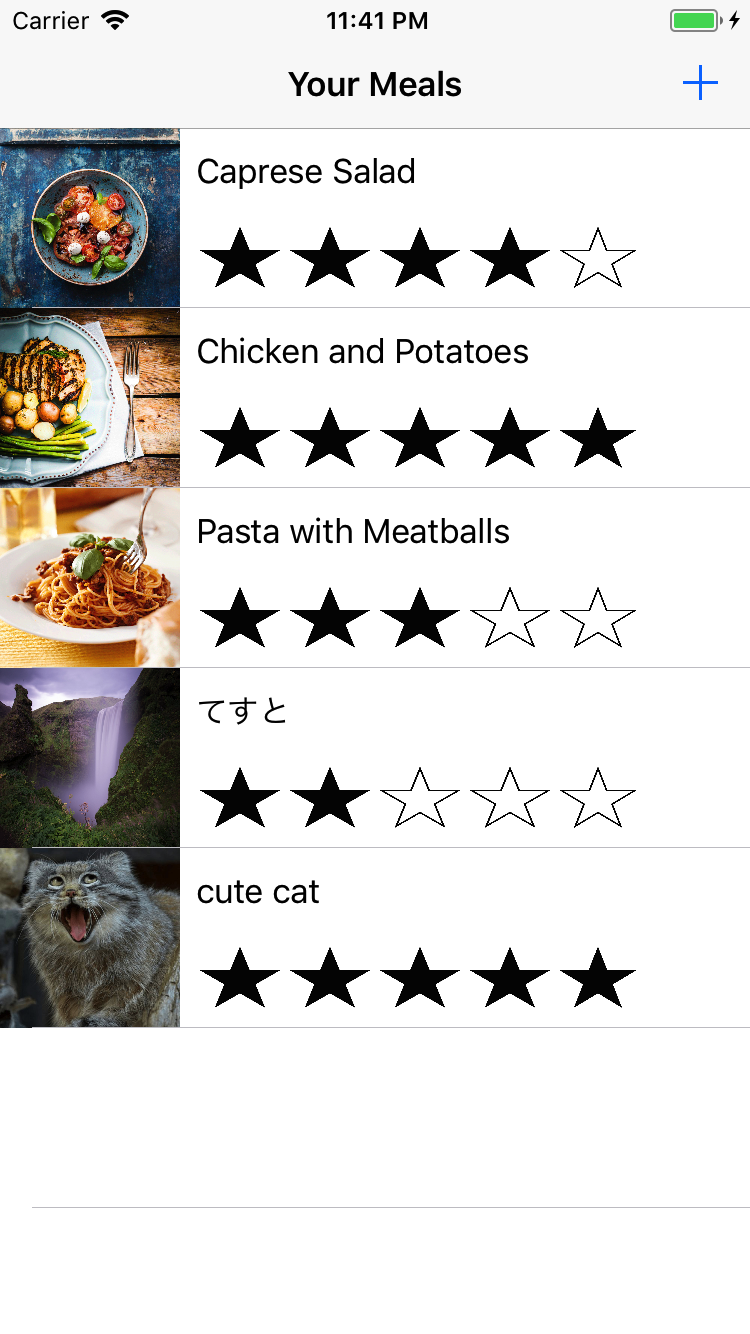 Carrier 11:41 PM
Your Meals
Caprese Salad
Chicken and Potatoes
Pasta with Meatballs
てすと
cute cat